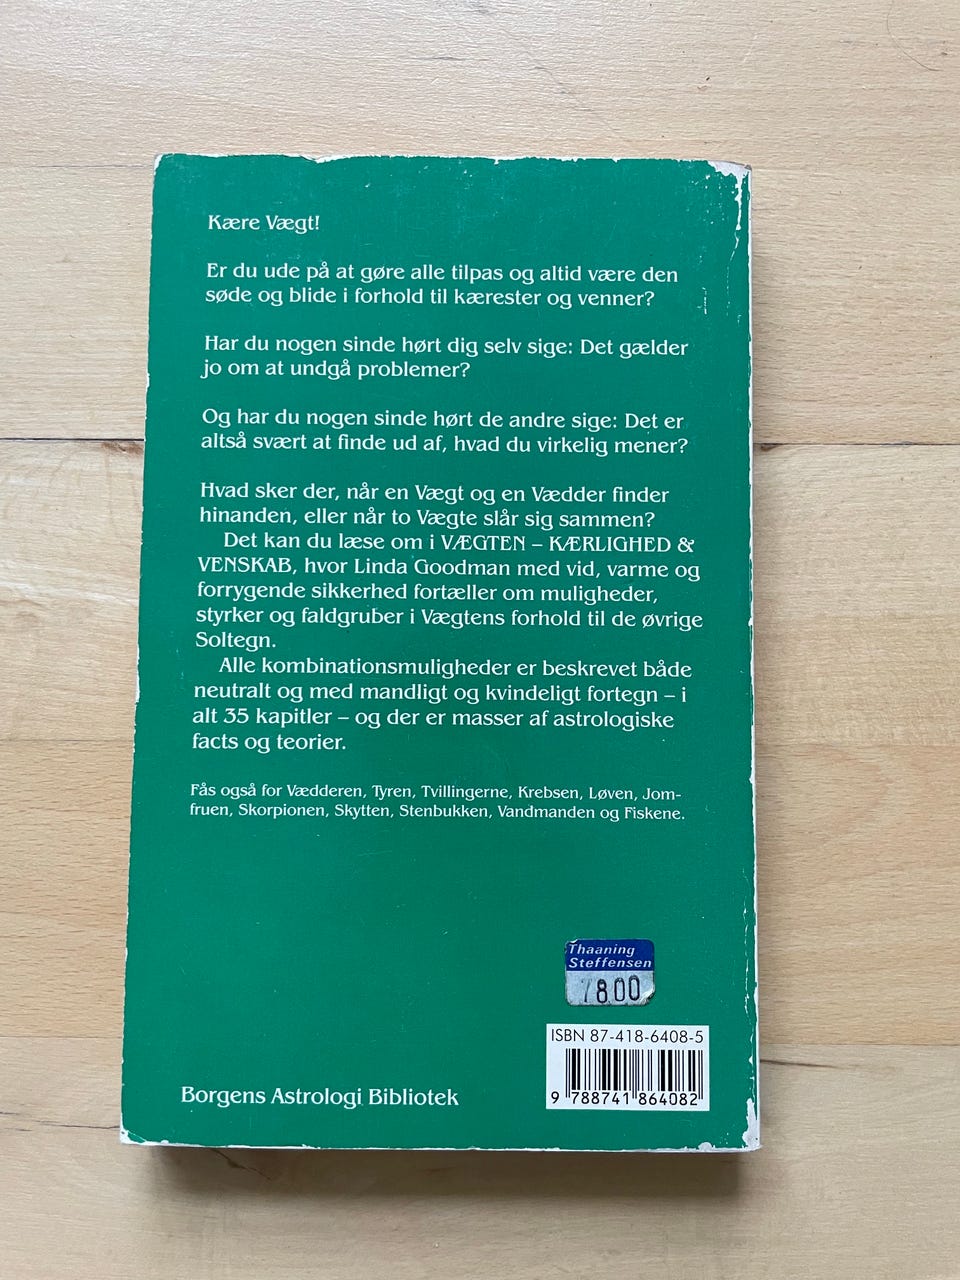 Kære Vægt!
Er du ude på at gøre alle tilpas og altid være den
søde og blide i forhold til kærester og venner?
Har du nogen sinde hørt dig selv sige: Det gælder
jo om at undgå problemer?
Og har du nogen sinde hørt de andre sige: Det er
altså svært at finde ud af, hvad du virkelig mener?
Hvad sker der, når en Vægt og en Vædder finder
hinanden, eller når to Vægte slår sig sammen?
Det kan du læse om i VÆGTEN – KÆRLIGHED &
VENSKAB, hvor Linda Goodman med vid, varme og
forrygende sikkerhed fortæller om muligheder,
styrker og faldgruber i Vægtens forhold til de øvrige
Soltegn.
Alle kombinationsmuligheder er beskrevet både
neutralt og med mandligt og kvindeligt fortegn – i
alt 35 kapitler – og der er masser af astrologiske
facts og teorier.
Fås også for Vædderen, Tyren, Tvillingerne, Krebsen, Løven, Jom-
fruen, Skorpionen, Skytten, Stenbukken, Vandmanden og Fiskene.
Thaaning
Steffensen
7800
ISBN 87-418-6408-5
9 788741 864082
Borgens Astrologi Bibliotek